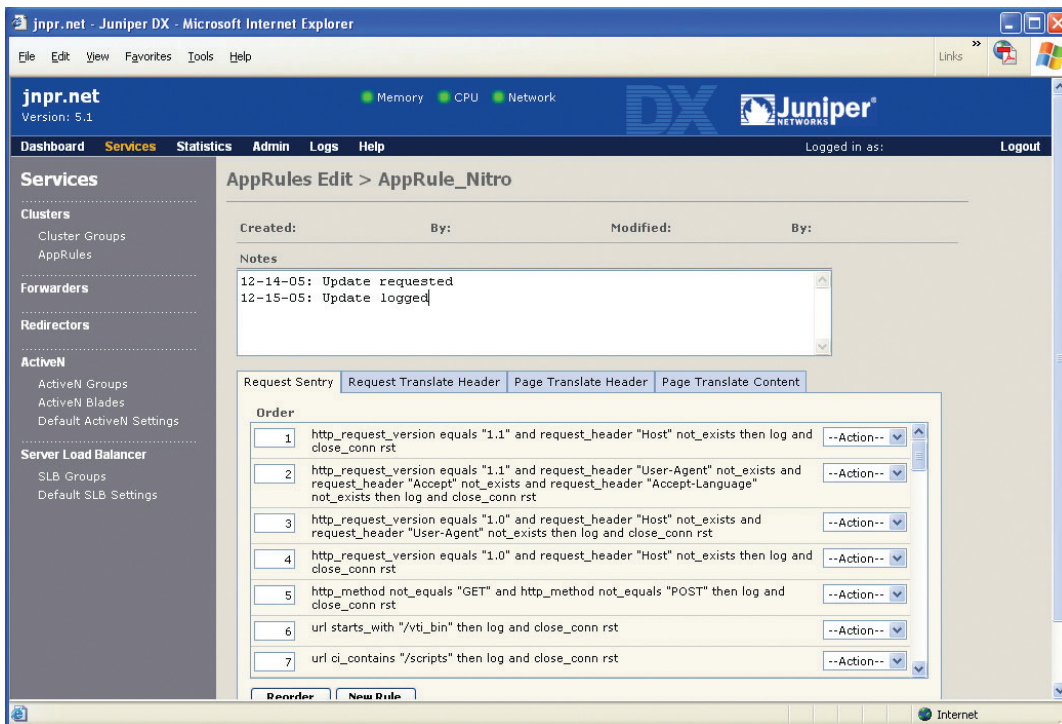 jnpr.net - Juniper DX - Microsoft Internet Explorer
File Edit View Favorites Tools Help
Links »
jnpr.net
Version: 5.1
Memory CPU Network
DX
Juniper
NETWORKS
Dashboard Services Statistics Admin Logs Help Logged in as: Logout
Services
Clusters
Cluster Groups
AppRules
Forwarders
Redirectors
ActiveN
ActiveN Groups
ActiveN Blades
Default ActiveN Settings
Server Load Balancer
SLB Groups
Default SLB Settings
AppRules Edit > AppRule_Nitro
Created: By: Modified: By:
Notes
12-14-05: Update requested
12-15-05: Update logged
Request Sentry Request Translate Header Page Translate Header Page Translate Content
Order
1 http_request_version equals "1.1" and request_header "Host" not_exists then log and --Action--
close_conn rst
2 http_request_version equals "1.1" and request_header "User-Agent" not_exists and --Action--
request_header "Accept" not_exists and request_header "Accept-Language"
not_exists then log and close_conn rst
3 http_request_version equals "1.0" and request_header "Host" not_exists and --Action--
request_header "User-Agent" not_exists then log and close_conn rst
4 http_request_version equals "1.0" and request_header "Host" not_exists then log and --Action--
close_conn rst
5 http_method not_equals "GET" and http_method not_equals "POST" then log and --Action--
close_conn rst
6 url starts_with "/vti_bin" then log and close_conn rst --Action--
7 url ci_contains "/scripts" then log and close_conn rst --Action--
Reorder New Rule
Internet